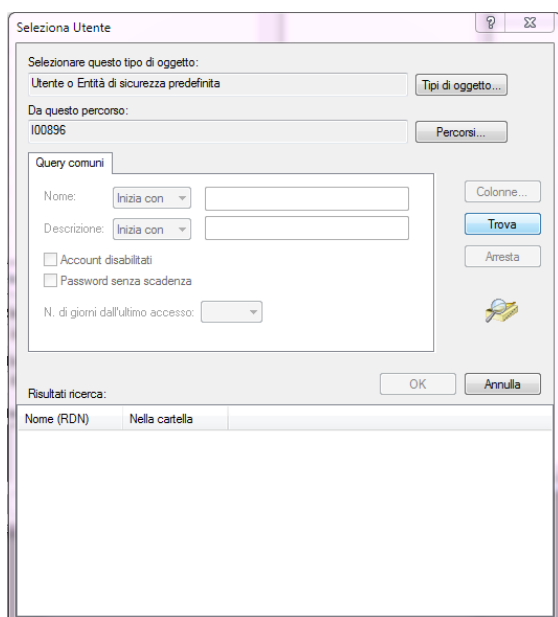 Seleziona Utente
Selezionare questo tipo di oggetto:
Utente o Entità di sicurezza predefinita
Tipi di oggetto...
Da questo percorso:
I00896
Percorsi...
Query comuni
Nome:
Inizia con
Colonne...
Descrizione:
Inizia con
Trova
Account disabilitati
Arresta
Password senza scadenza
N. di giorni dall'ultimo accesso:
OK
Annulla
Risultati ricerca:
Nome (RDN)
Nella cartella